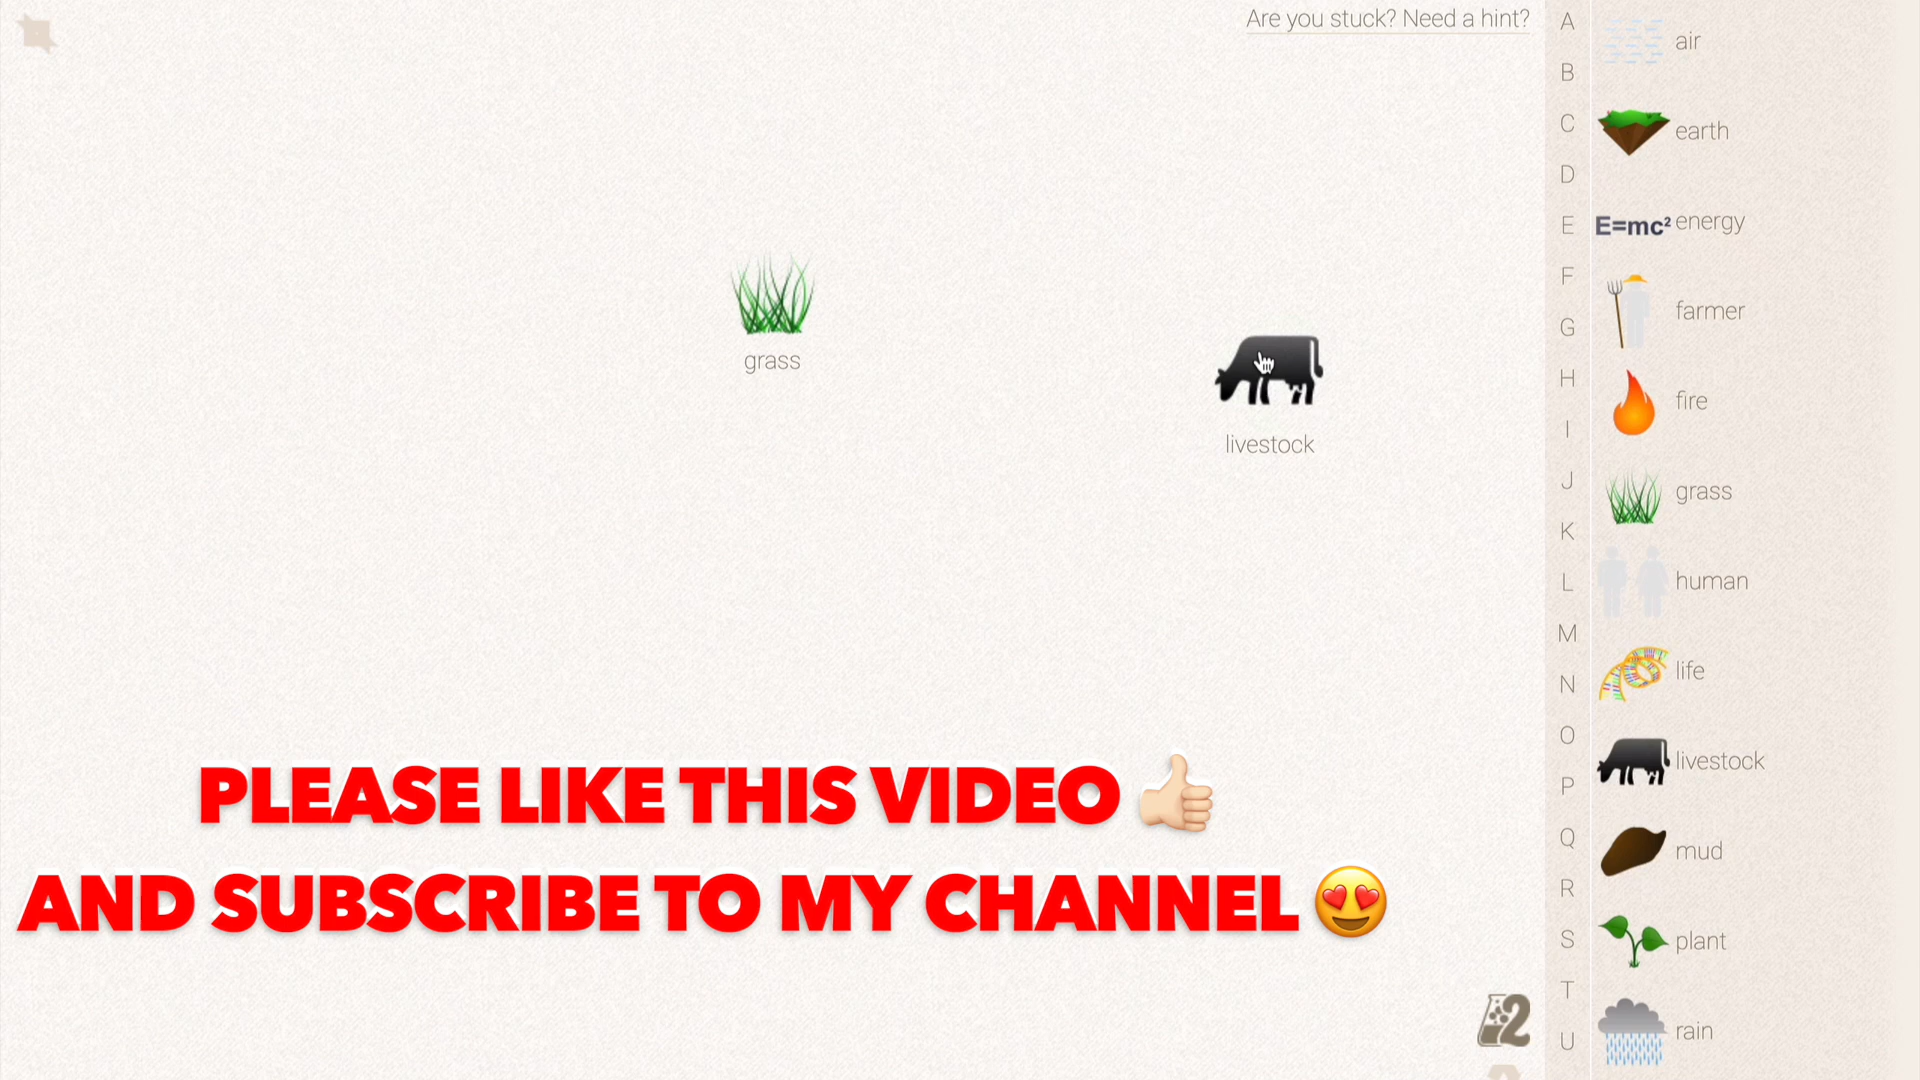 Are you stuck? Need a hint?
grass
livestock
PLEASE LIKE THIS VIDEO 👍🏻
AND SUBSCRIBE TO MY CHANNEL 😍
2
A
B
C
D
E
F
G
H
I
J
K
L
M
N
O
P
Q
R
S
T
U
air
earth
E=mc² energy
farmer
fire
grass
human
life
livestock
mud
plant
rain